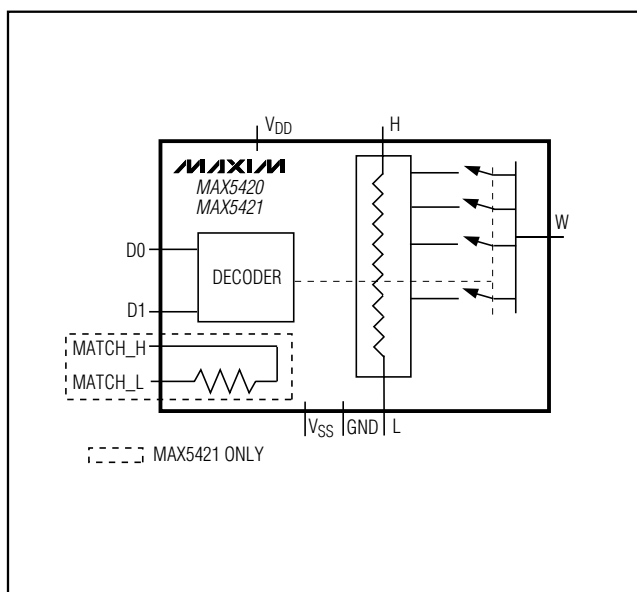 VDD
H
MAXIM
MAX5420
MAX5421
W
D0
DECODER
D1
MATCH_H
MATCH_L
VSS
GND
L
MAX5421 ONLY